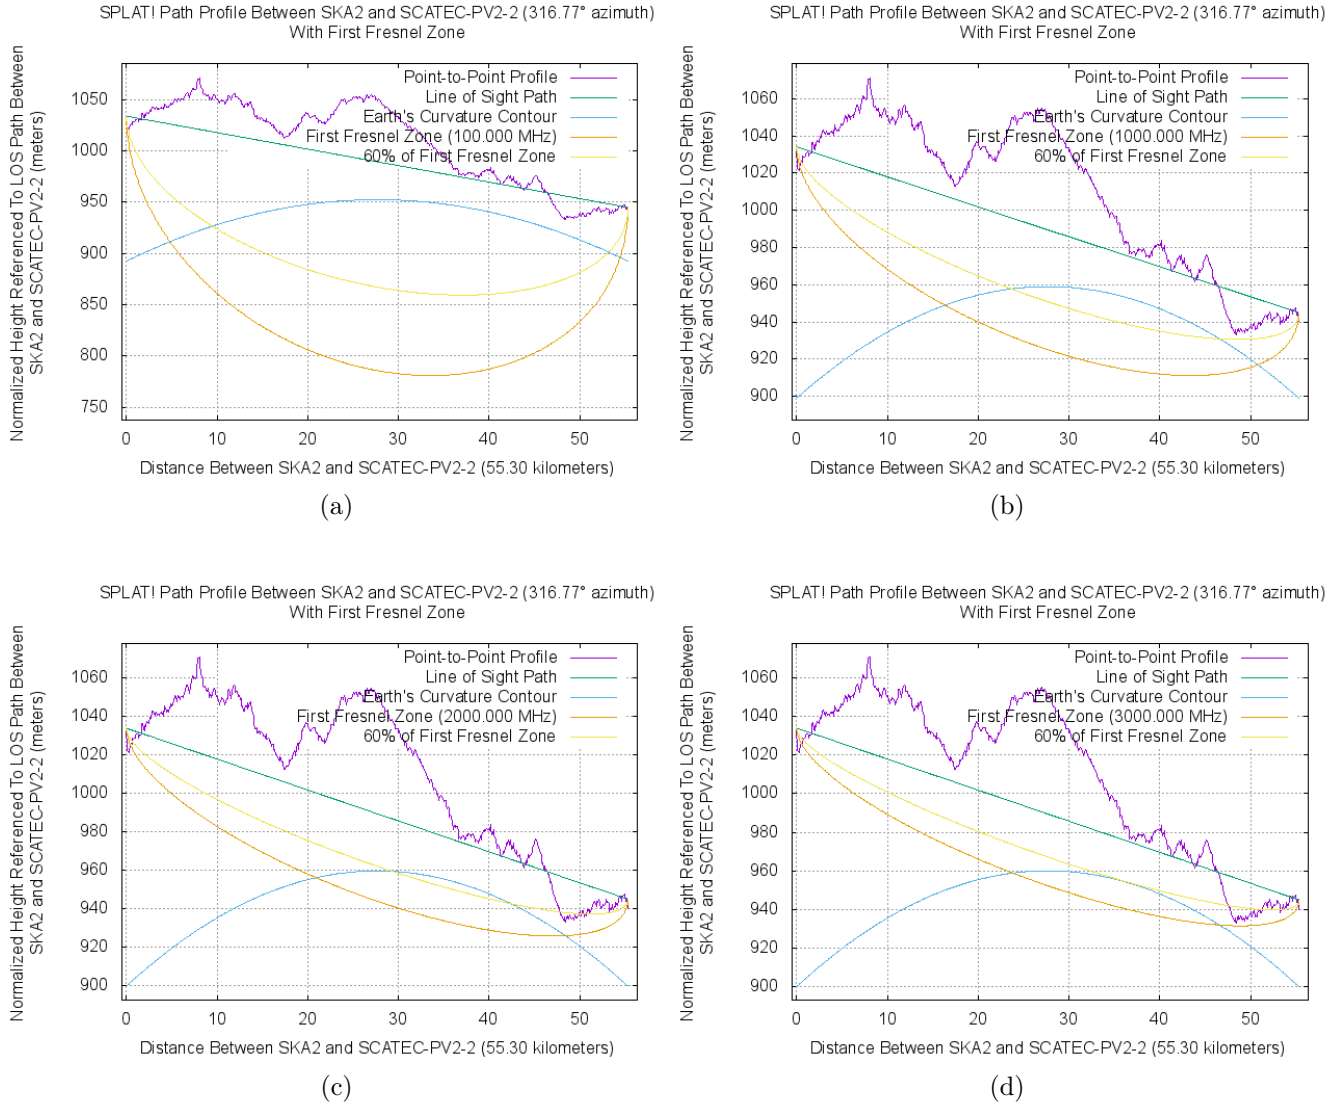 SPLAT! Path Profile Between SKA2 and SCATEC-PV2-2 (316.77° azimuth)
With First Fresnel Zone
Normalized Height Referenced To LOS Path Between
SKA2 and SCATEC-PV2-2 (meters)
Point-to-Point Profile
Line of Sight Path
Earth's Curvature Contour
First Fresnel Zone (100.000 MHz)
60% of First Fresnel Zone
1050
1000
950
900
850
800
750
0 10 20 30 40 50
Distance Between SKA2 and SCATEC-PV2-2 (55.30 kilometers)
(a)
SPLAT! Path Profile Between SKA2 and SCATEC-PV2-2 (316.77° azimuth)
With First Fresnel Zone
Normalized Height Referenced To LOS Path Between
SKA2 and SCATEC-PV2-2 (meters)
Point-to-Point Profile
Line of Sight Path
Earth's Curvature Contour
First Fresnel Zone (1000.000 MHz)
60% of First Fresnel Zone
1060
1040
1020
1000
980
960
940
920
900
0 10 20 30 40 50
Distance Between SKA2 and SCATEC-PV2-2 (55.30 kilometers)
(b)
SPLAT! Path Profile Between SKA2 and SCATEC-PV2-2 (316.77° azimuth)
With First Fresnel Zone
Normalized Height Referenced To LOS Path Between
SKA2 and SCATEC-PV2-2 (meters)
Point-to-Point Profile
Line of Sight Path
Earth's Curvature Contour
First Fresnel Zone (2000.000 MHz)
60% of First Fresnel Zone
1060
1040
1020
1000
980
960
940
920
900
0 10 20 30 40 50
Distance Between SKA2 and SCATEC-PV2-2 (55.30 kilometers)
(c)
SPLAT! Path Profile Between SKA2 and SCATEC-PV2-2 (316.77° azimuth)
With First Fresnel Zone
Normalized Height Referenced To LOS Path Between
SKA2 and SCATEC-PV2-2 (meters)
Point-to-Point Profile
Line of Sight Path
Earth's Curvature Contour
First Fresnel Zone (3000.000 MHz)
60% of First Fresnel Zone
1060
1040
1020
1000
980
960
940
920
900
0 10 20 30 40 50
Distance Between SKA2 and SCATEC-PV2-2 (55.30 kilometers)
(d)